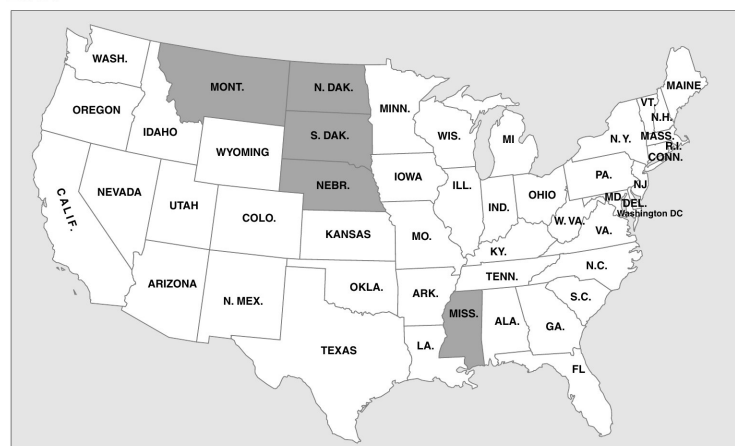 WASH.
MONT.
N. DAK.
MINN.
MAINE
VT.
N.H.
OREGON
IDAHO
S. DAK.
WIS.
MI
N. Y.
MASS.
R.I.
CONN.
WYOMING
NEBR.
IOWA
PA.
NJ
NEVADA
UTAH
COLO.
ILL.
IND.
OHIO
MD.
DEL.
Washington DC
CALIF.
KANSAS
MO.
W. VA.
VA.
KY.
ARIZONA
N. MEX.
OKLA.
ARK.
TENN.
N.C.
S.C.
MISS.
ALA.
GA.
TEXAS
LA.
FL